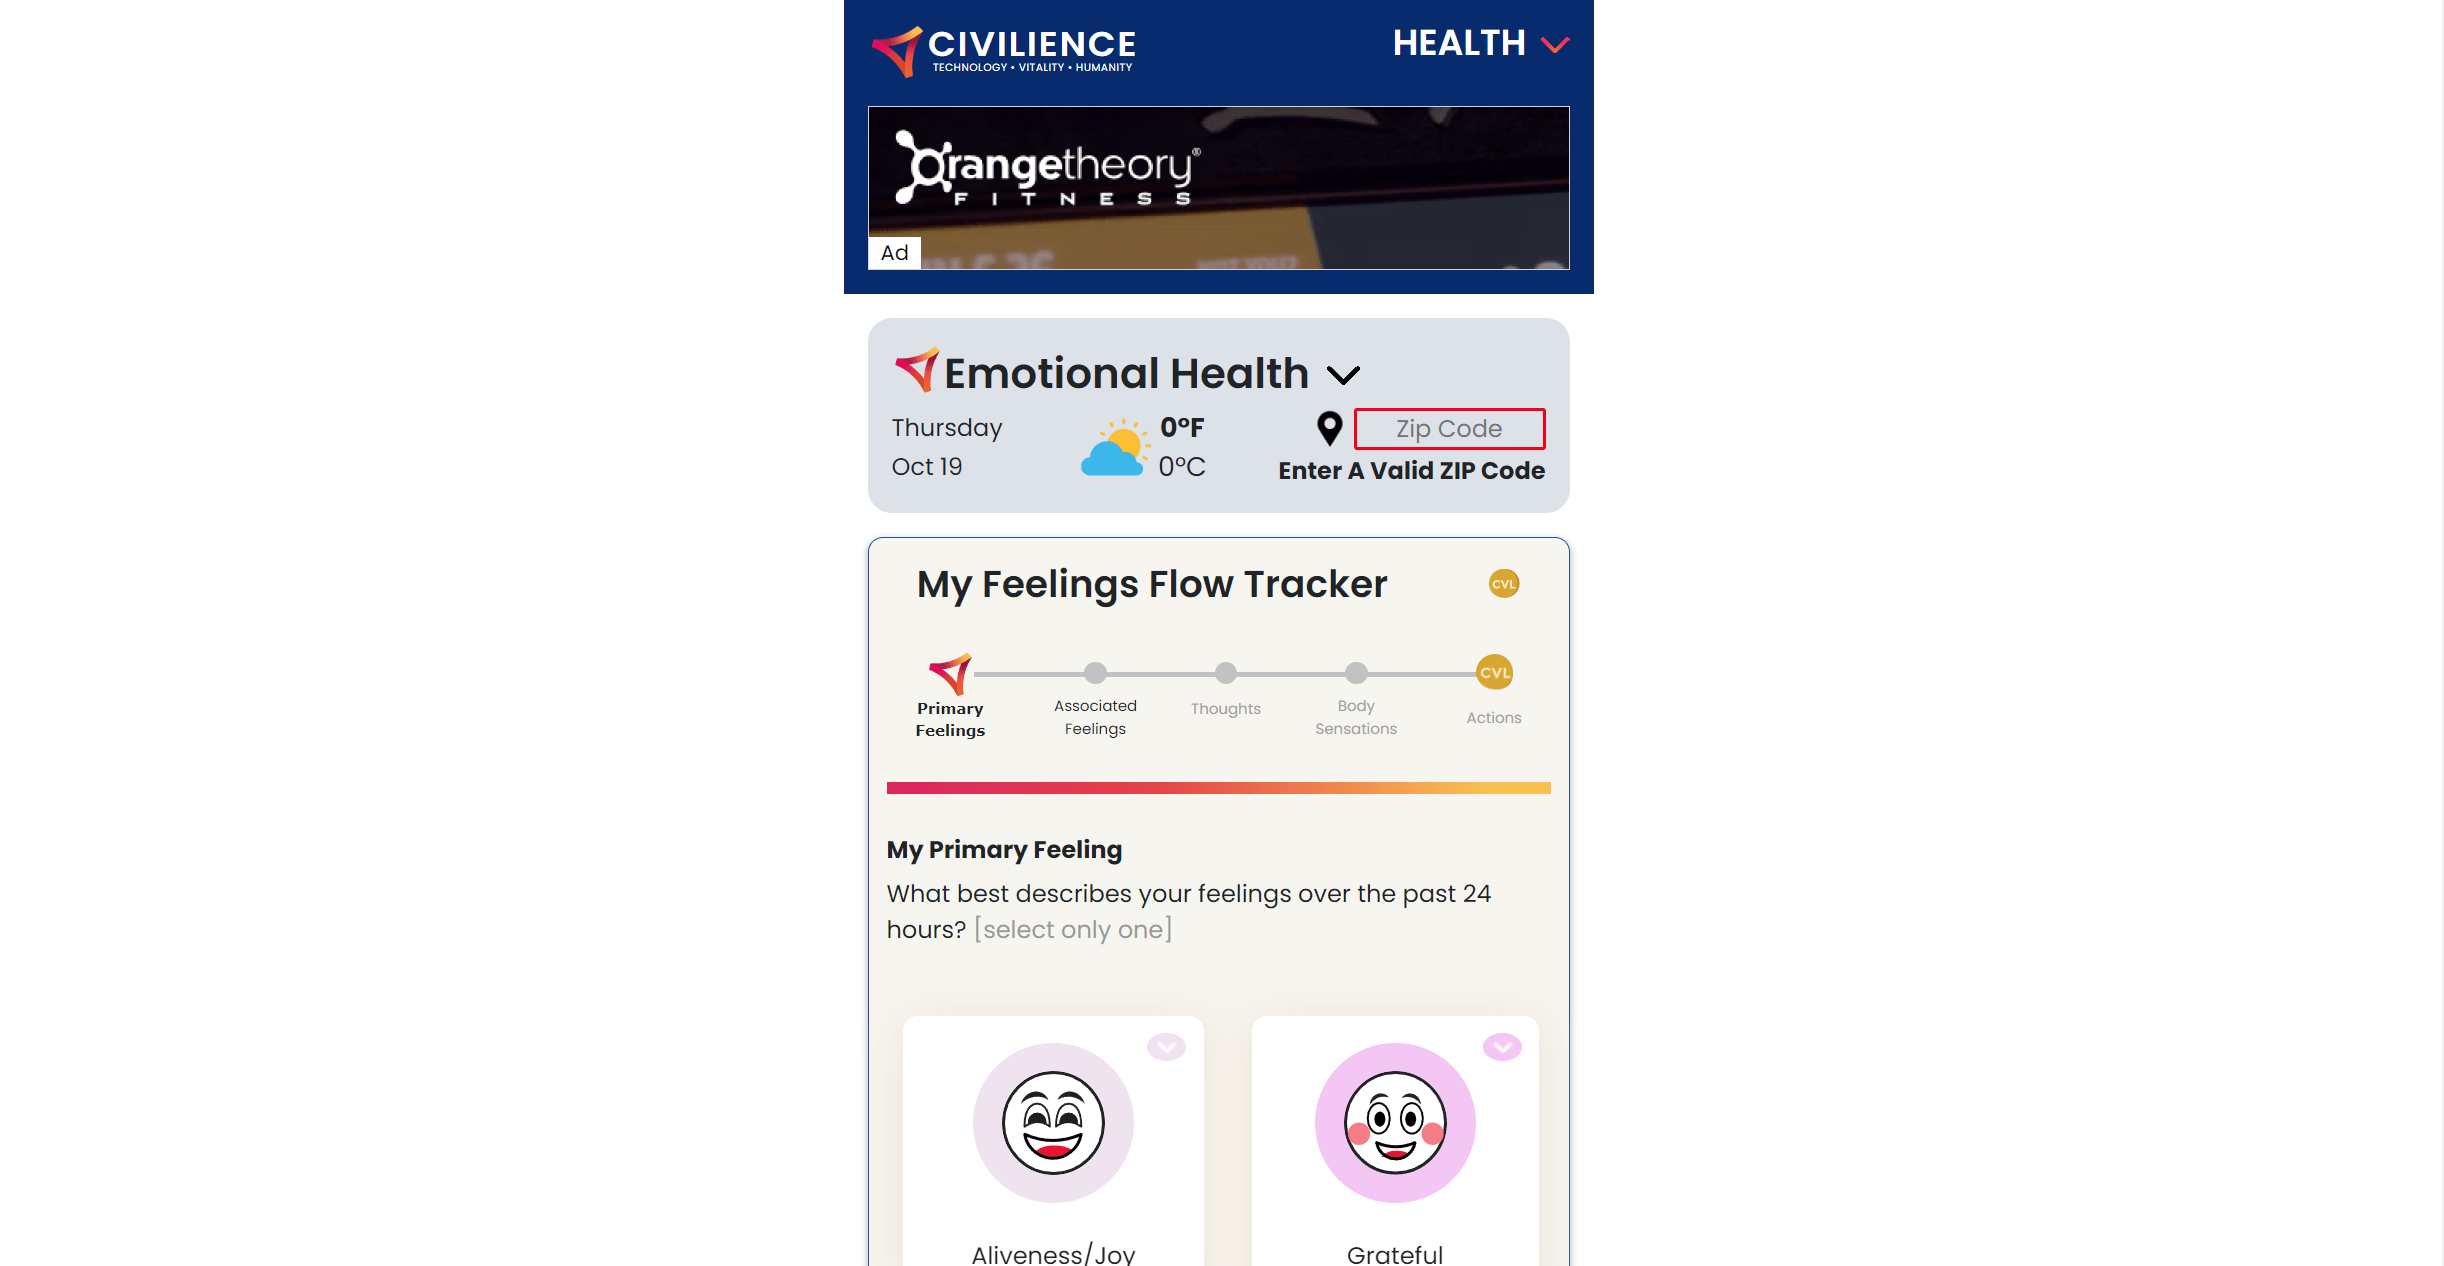 CIVILIENCE
TECHNOLOGY • VITALITY • HUMANITY
HEALTH
Orangetheory®
FITNESS
Ad
Emotional Health
Thursday
Oct 19
0°F
0°C
Zip Code
Enter A Valid ZIP Code
My Feelings Flow Tracker
CVL
CVL
Primary
Feelings
Associated
Feelings
Thoughts
Body
Sensations
Actions
My Primary Feeling
What best describes your feelings over the past 24
hours? [select only one]
Aliveness/Joy
Grateful